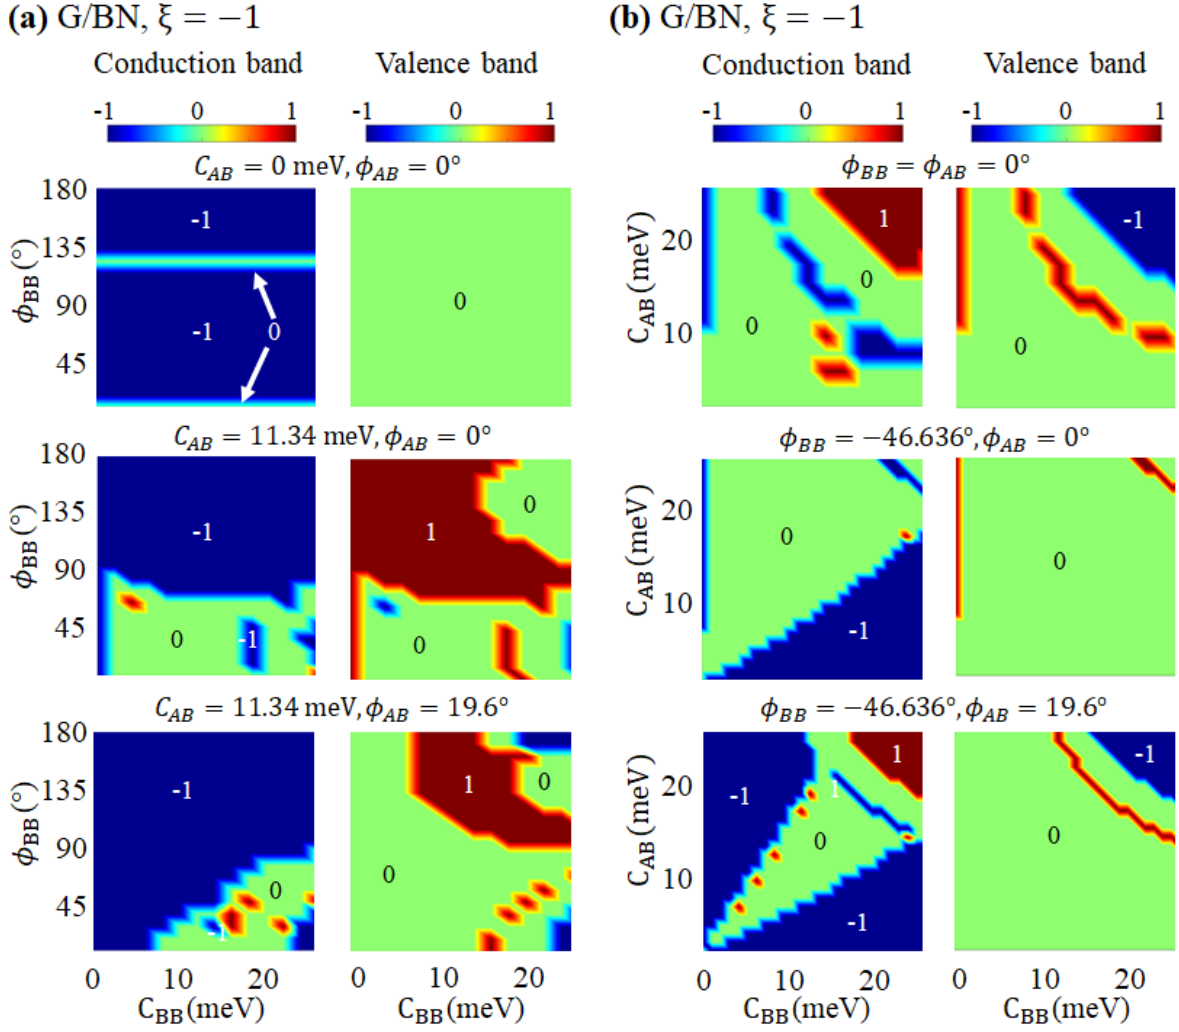 (a) G/BN, ξ = −1
(b) G/BN, ξ = −1
Conduction band
Valence band
Conduction band
Valence band
-1 0 1
-1 0 1
-1 0 1
-1 0 1
C_AB = 0 meV, ϕ_AB = 0°
ϕ_BB = ϕ_AB = 0°
180
135
90
45
ϕ_BB(°)
-1
-1
0
0
20
10
C_AB(meV)
1
0
0
-1
0
C_AB = 11.34 meV, ϕ_AB = 0°
ϕ_BB = −46.636°, ϕ_AB = 0°
180
135
90
45
ϕ_BB(°)
-1
0
-1
1
0
0
20
10
C_AB(meV)
0
-1
0
C_AB = 11.34 meV, ϕ_AB = 19.6°
ϕ_BB = −46.636°, ϕ_AB = 19.6°
180
135
90
45
ϕ_BB(°)
-1
0
-1
1
0
0
20
10
C_AB(meV)
-1
1
1
0
-1
-1
0
0 10 20
0 10 20
0 10 20
10 20
C_BB(meV)
C_BB(meV)
C_BB(meV)
C_BB(meV)